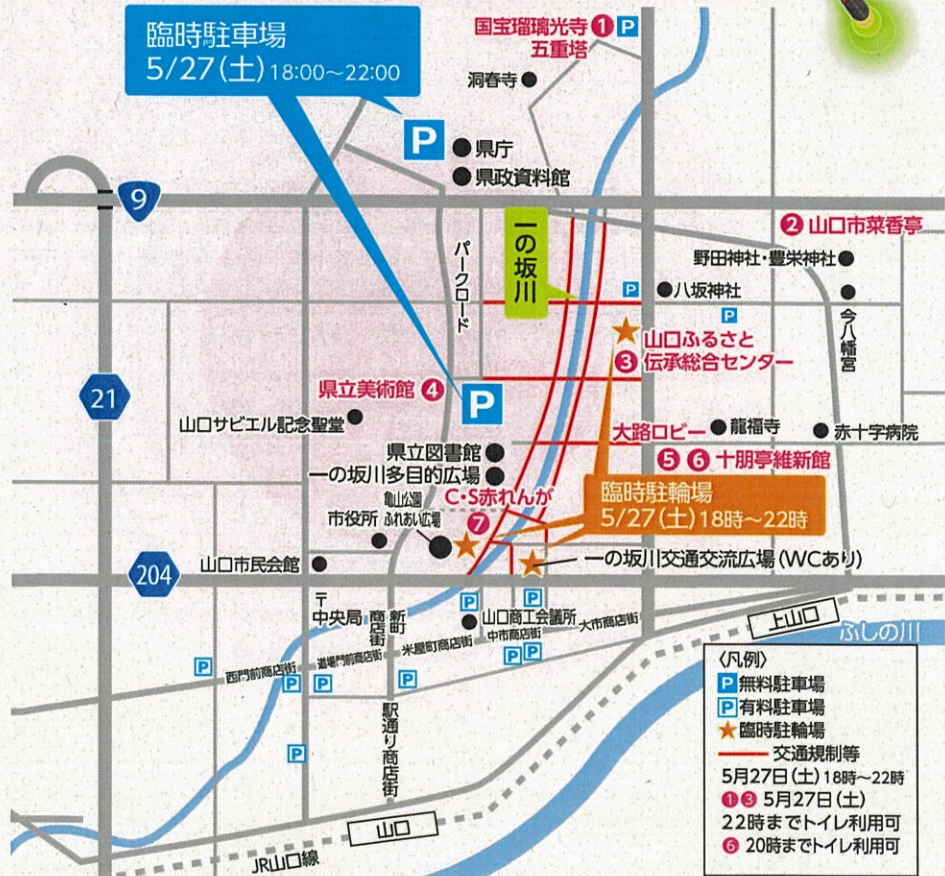 臨時駐車場
5/27(土)18:00～22:00
国宝瑠璃光寺 ❶ P
五重塔
洞春寺
P
県庁
県政資料館
9
パークロード
一の坂川
❷ 山口市菜香亭
野田神社・豊栄神社
P
八坂神社
P
今八幡宮
山口ふるさと
❸ 伝承総合センター
21
県立美術館 ❹
P
山口サビエル記念聖堂
大路ロビー
龍福寺
赤十字病院
県立図書館
❺ ❻ 十朋亭維新館
一の坂川多目的広場
C・S赤れんが
❼
亀山公園
ふれあい広場
市役所
臨時駐輪場
5/27(土)18時～22時
山口市民会館
一の坂川交通交流広場(WCあり)
204
〒
中央局
新町
商店街
P
P
山口商工会議所
大市商店街
中市商店街
米屋町商店街
道場門前商店街
西門前商店街
P
P
P
P
P
P
P
駅通り商店街
上山口
ふしの川
山口
JR山口線
〈凡例〉
P 無料駐車場
P 有料駐車場
★ 臨時駐輪場
交通規制等
5月27日(土)18時～22時
❶❸ 5月27日(土)
22時までトイレ利用可
❻ 20時までトイレ利用可